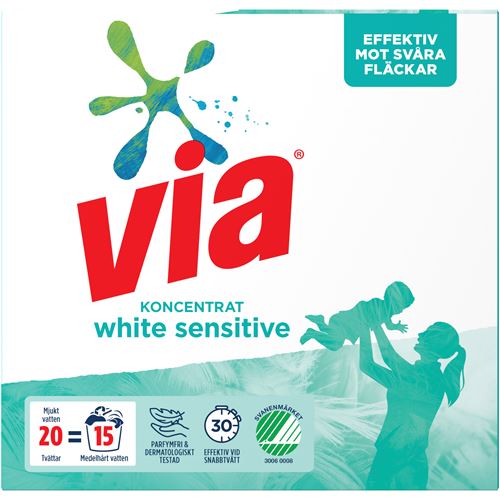 EFFEKTIV
MOT SVÅRA
FLÄCKAR
via®
KONCENTRAT
white sensitive
Mjukt
vatten
20 = 15
Tvättar
Medelhårt vatten
PARFYMFRI &
DERMATOLOGISKT
TESTAD
30
EFFEKTIV VID
SNABBTVÄTT
SVANENMÄRKET
3006 0008